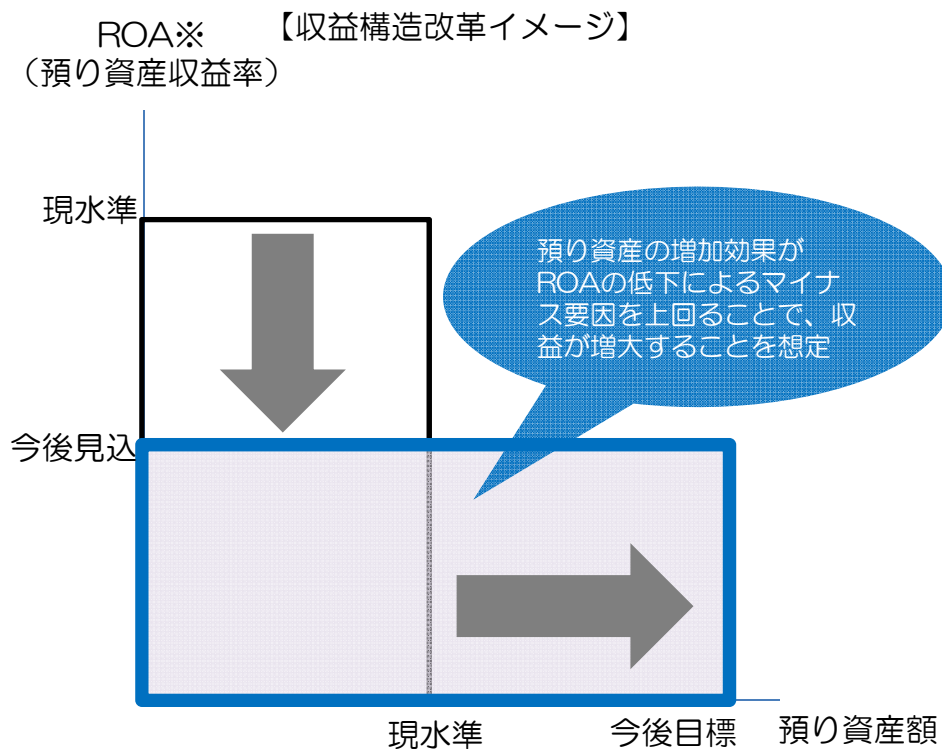 【収益構造改革イメージ】
ROA※
（預り資産収益率）
現水準
預り資産の増加効果が
ROAの低下によるマイナ
ス要因を上回ることで、収
益が増大することを想定
今後見込
現水準
今後目標
預り資産額